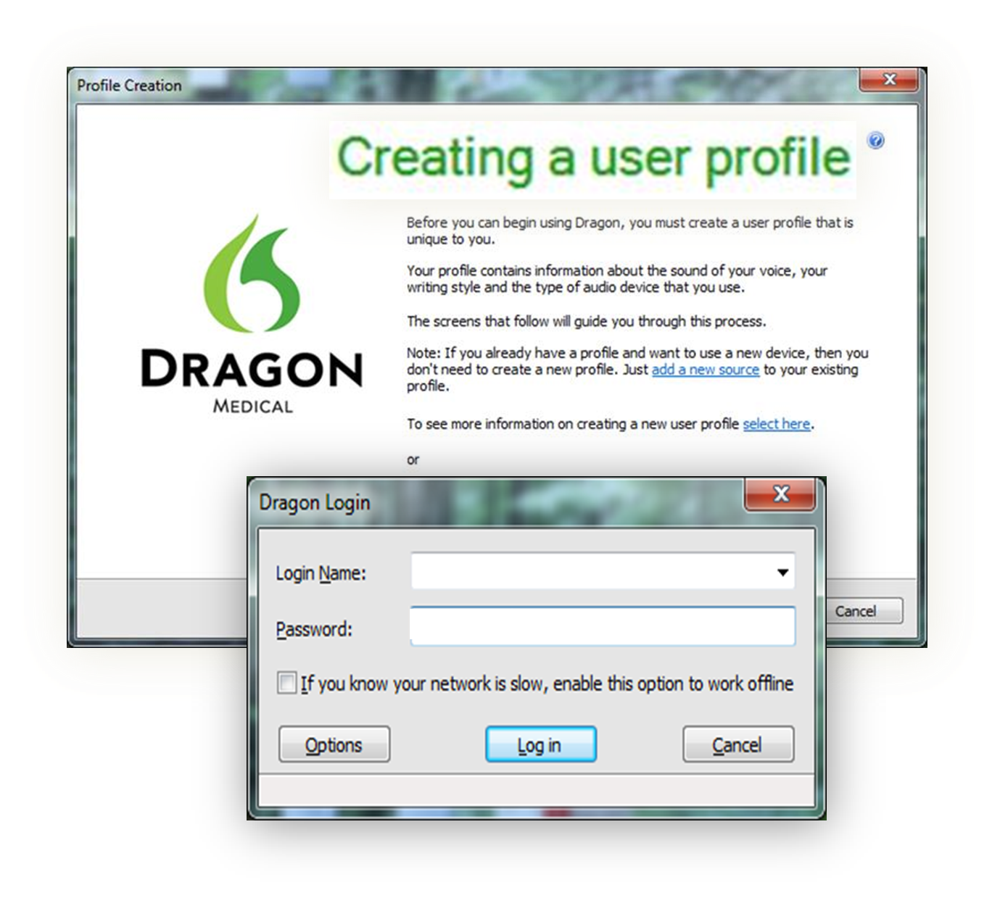 Profile Creation
Creating a user profile
Before you can begin using Dragon, you must create a user profile that is
unique to you.
Your profile contains information about the sound of your voice, your
writing style and the type of audio device that you use.
The screens that follow will guide you through this process.
Note: If you already have a profile and want to use a new device, then you
don't need to create a new profile. Just add a new source to your existing
profile.
To see more information on creating a new user profile select here.
or
DRAGON
MEDICAL
Cancel
Dragon Login
Login Name:
Password:
If you know your network is slow, enable this option to work offline
Options
Log in
Cancel